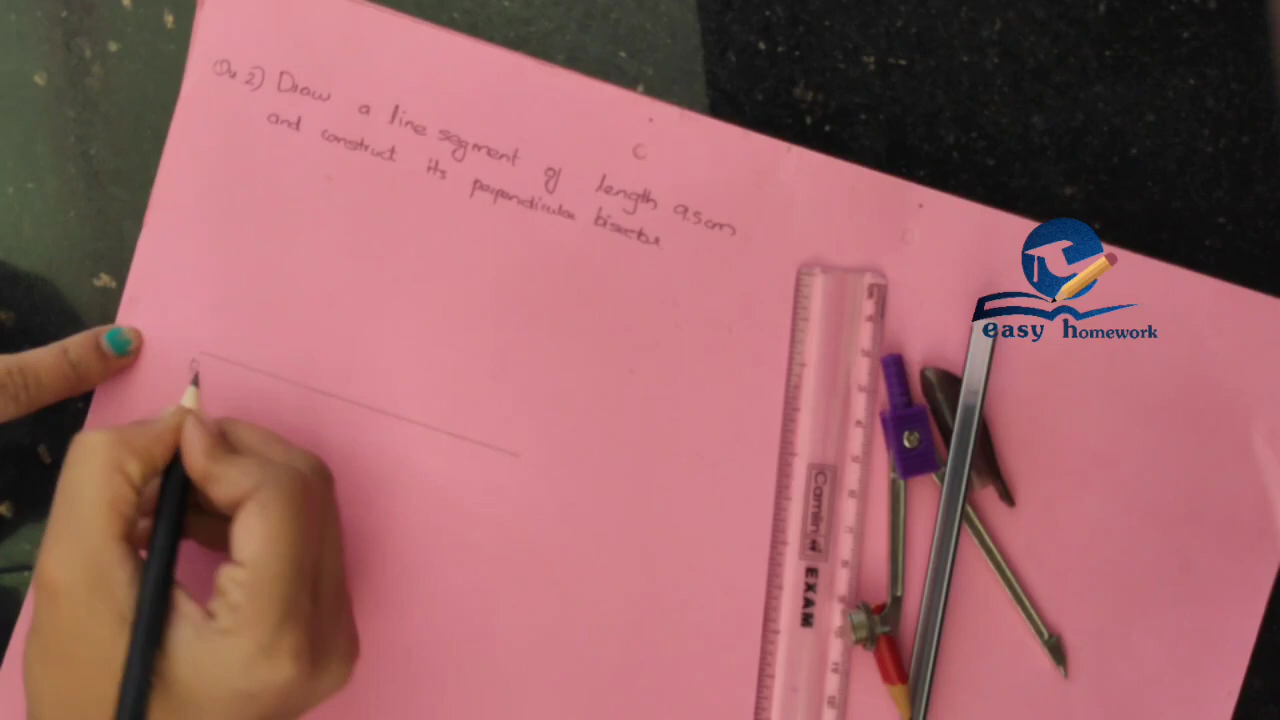 Qu 2) Draw a line segment of length 9.5cm
and construct its perpendicular bisector
easy homework
Camlin
EXAM